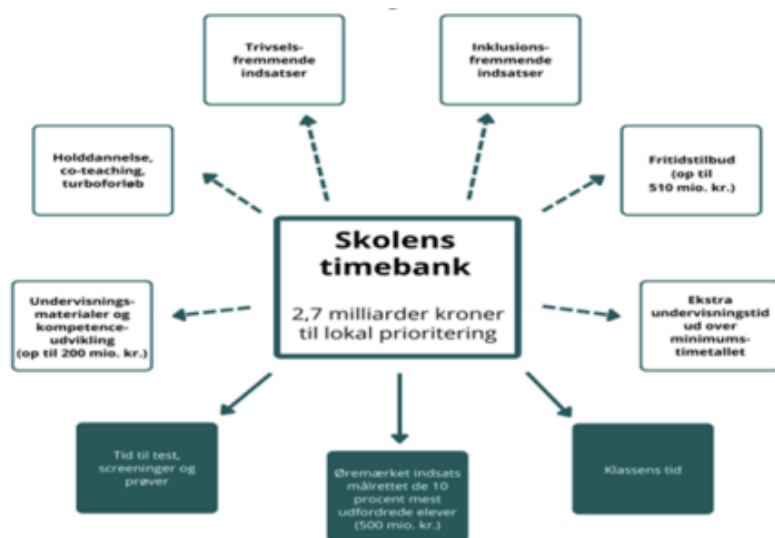 Trivsels-
fremmende
indsatser
Inklusions-
fremmende
indsatser
Holddannelse,
co-teaching,
turboforløb
Fritidstilbud
(op til
510 mio. kr.)
Skolens
timebank
2,7 milliarder kroner
til lokal prioritering
Undervisnings-
materialer og
kompetence-
udvikling
(op til 200 mio. kr.)
Ekstra
undervisningstid
ud over
minimums-
timetallet
Tid til test,
screeninger og
prøver
Øremærket indsats
målrettet de 10
procent mest
udfordrede elever
(500 mio. kr.)
Klassens tid